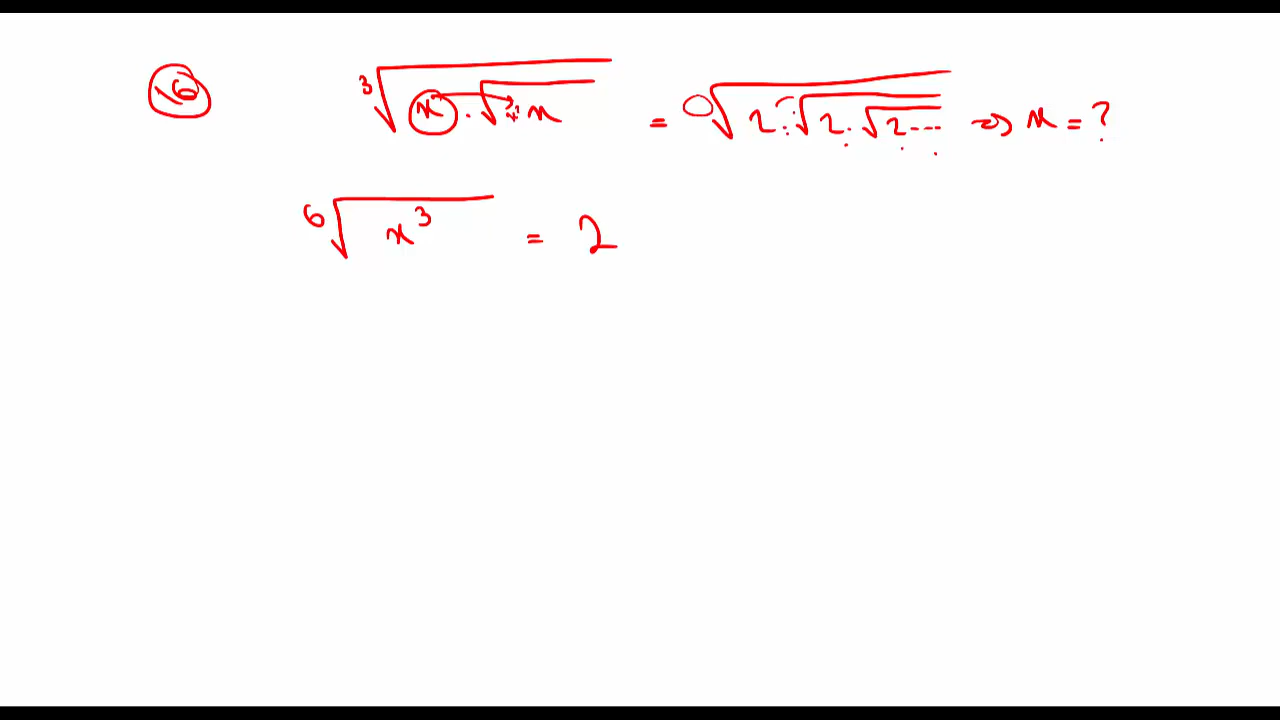 16 ∛(x · √(x² x)) = √(2 · √(2 · √(2 ···))) ⇒ x = ?
⁶√(x³) = 2